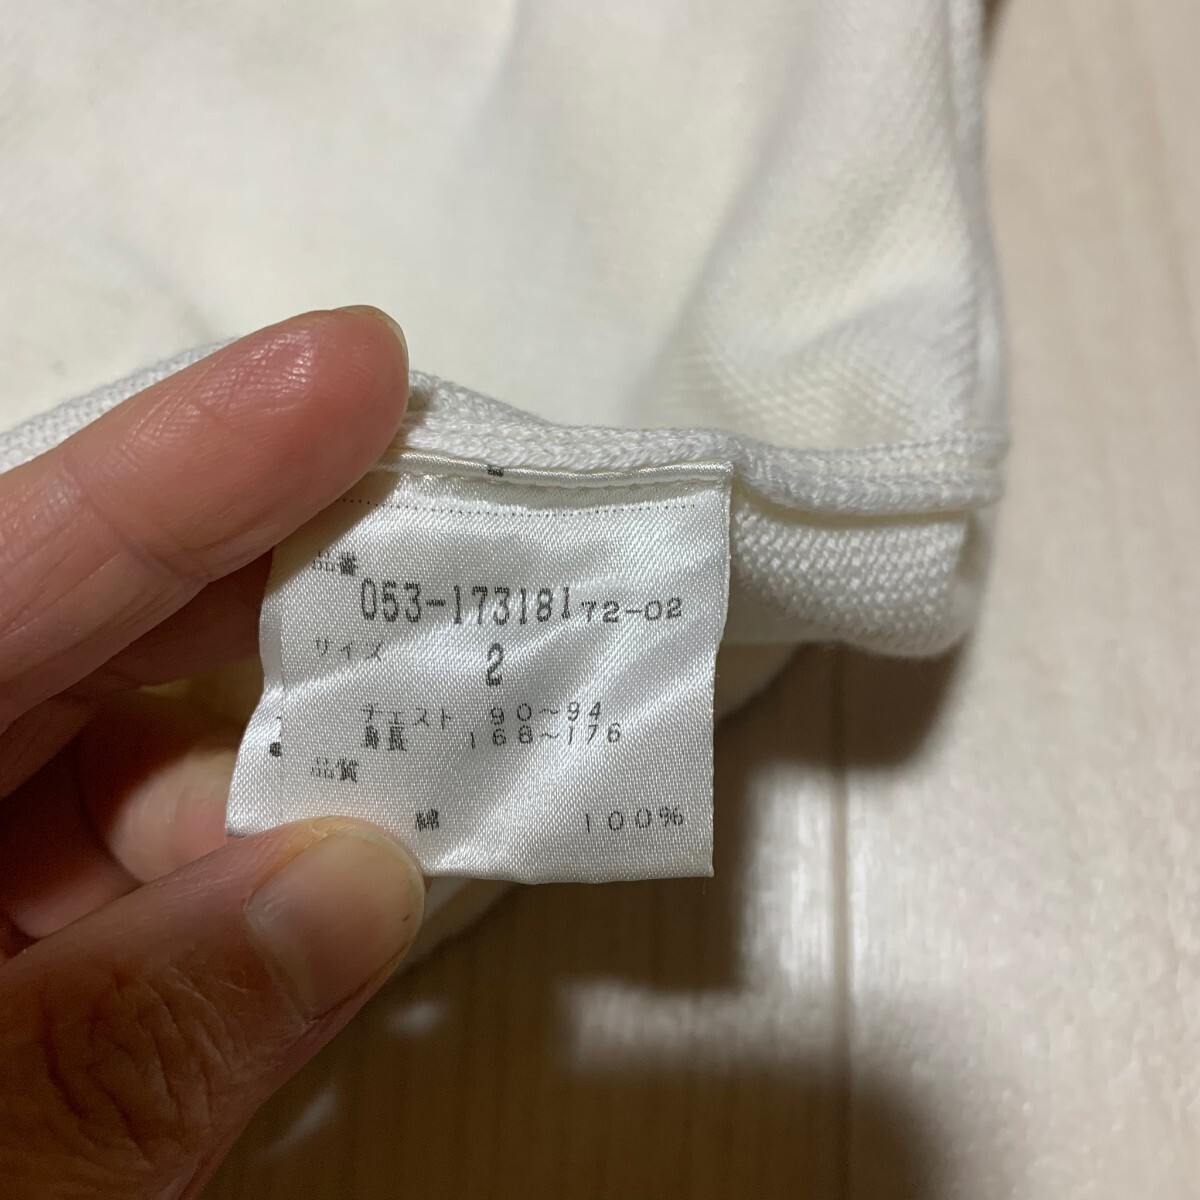 品番
053-173181 72-02
サイズ 2
チェスト 90~94
身長 168~176
品質
綿 100%